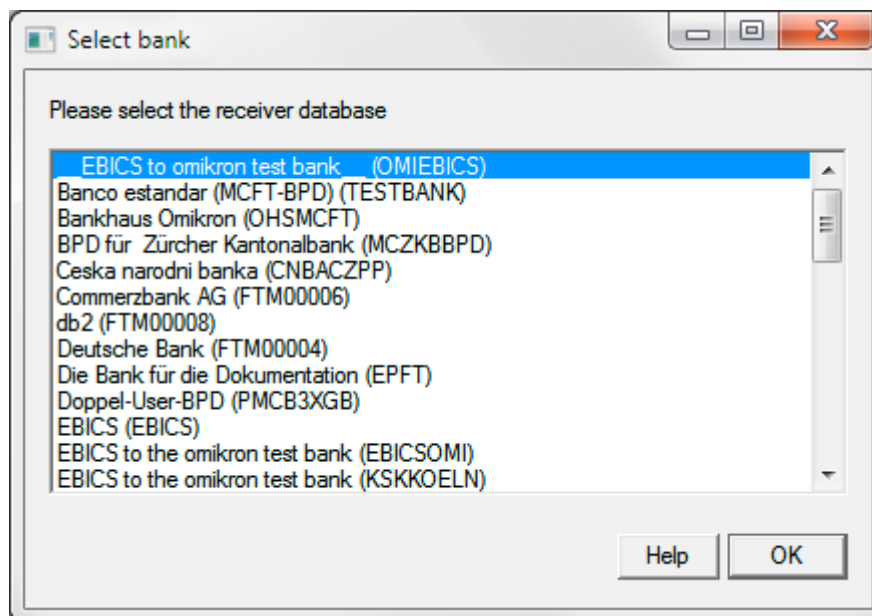 Select bank
Please select the receiver database
__EBICS to omikron test bank__ (OMIEBICS)
Banco estandar (MCFT-BPD) (TESTBANK)
Bankhaus Omikron (OHSMCFT)
BPD für  Zürcher Kantonalbank (MCZKBBPD)
Ceska narodni banka (CNBACZPP)
Commerzbank AG (FTM00006)
db2 (FTM00008)
Deutsche Bank (FTM00004)
Die Bank für die Dokumentation (EPFT)
Doppel-User-BPD (PMCB3XGB)
EBICS (EBICS)
EBICS to the omikron test bank (EBICSOMI)
EBICS to the omikron test bank (KSKKOELN)
Help
OK